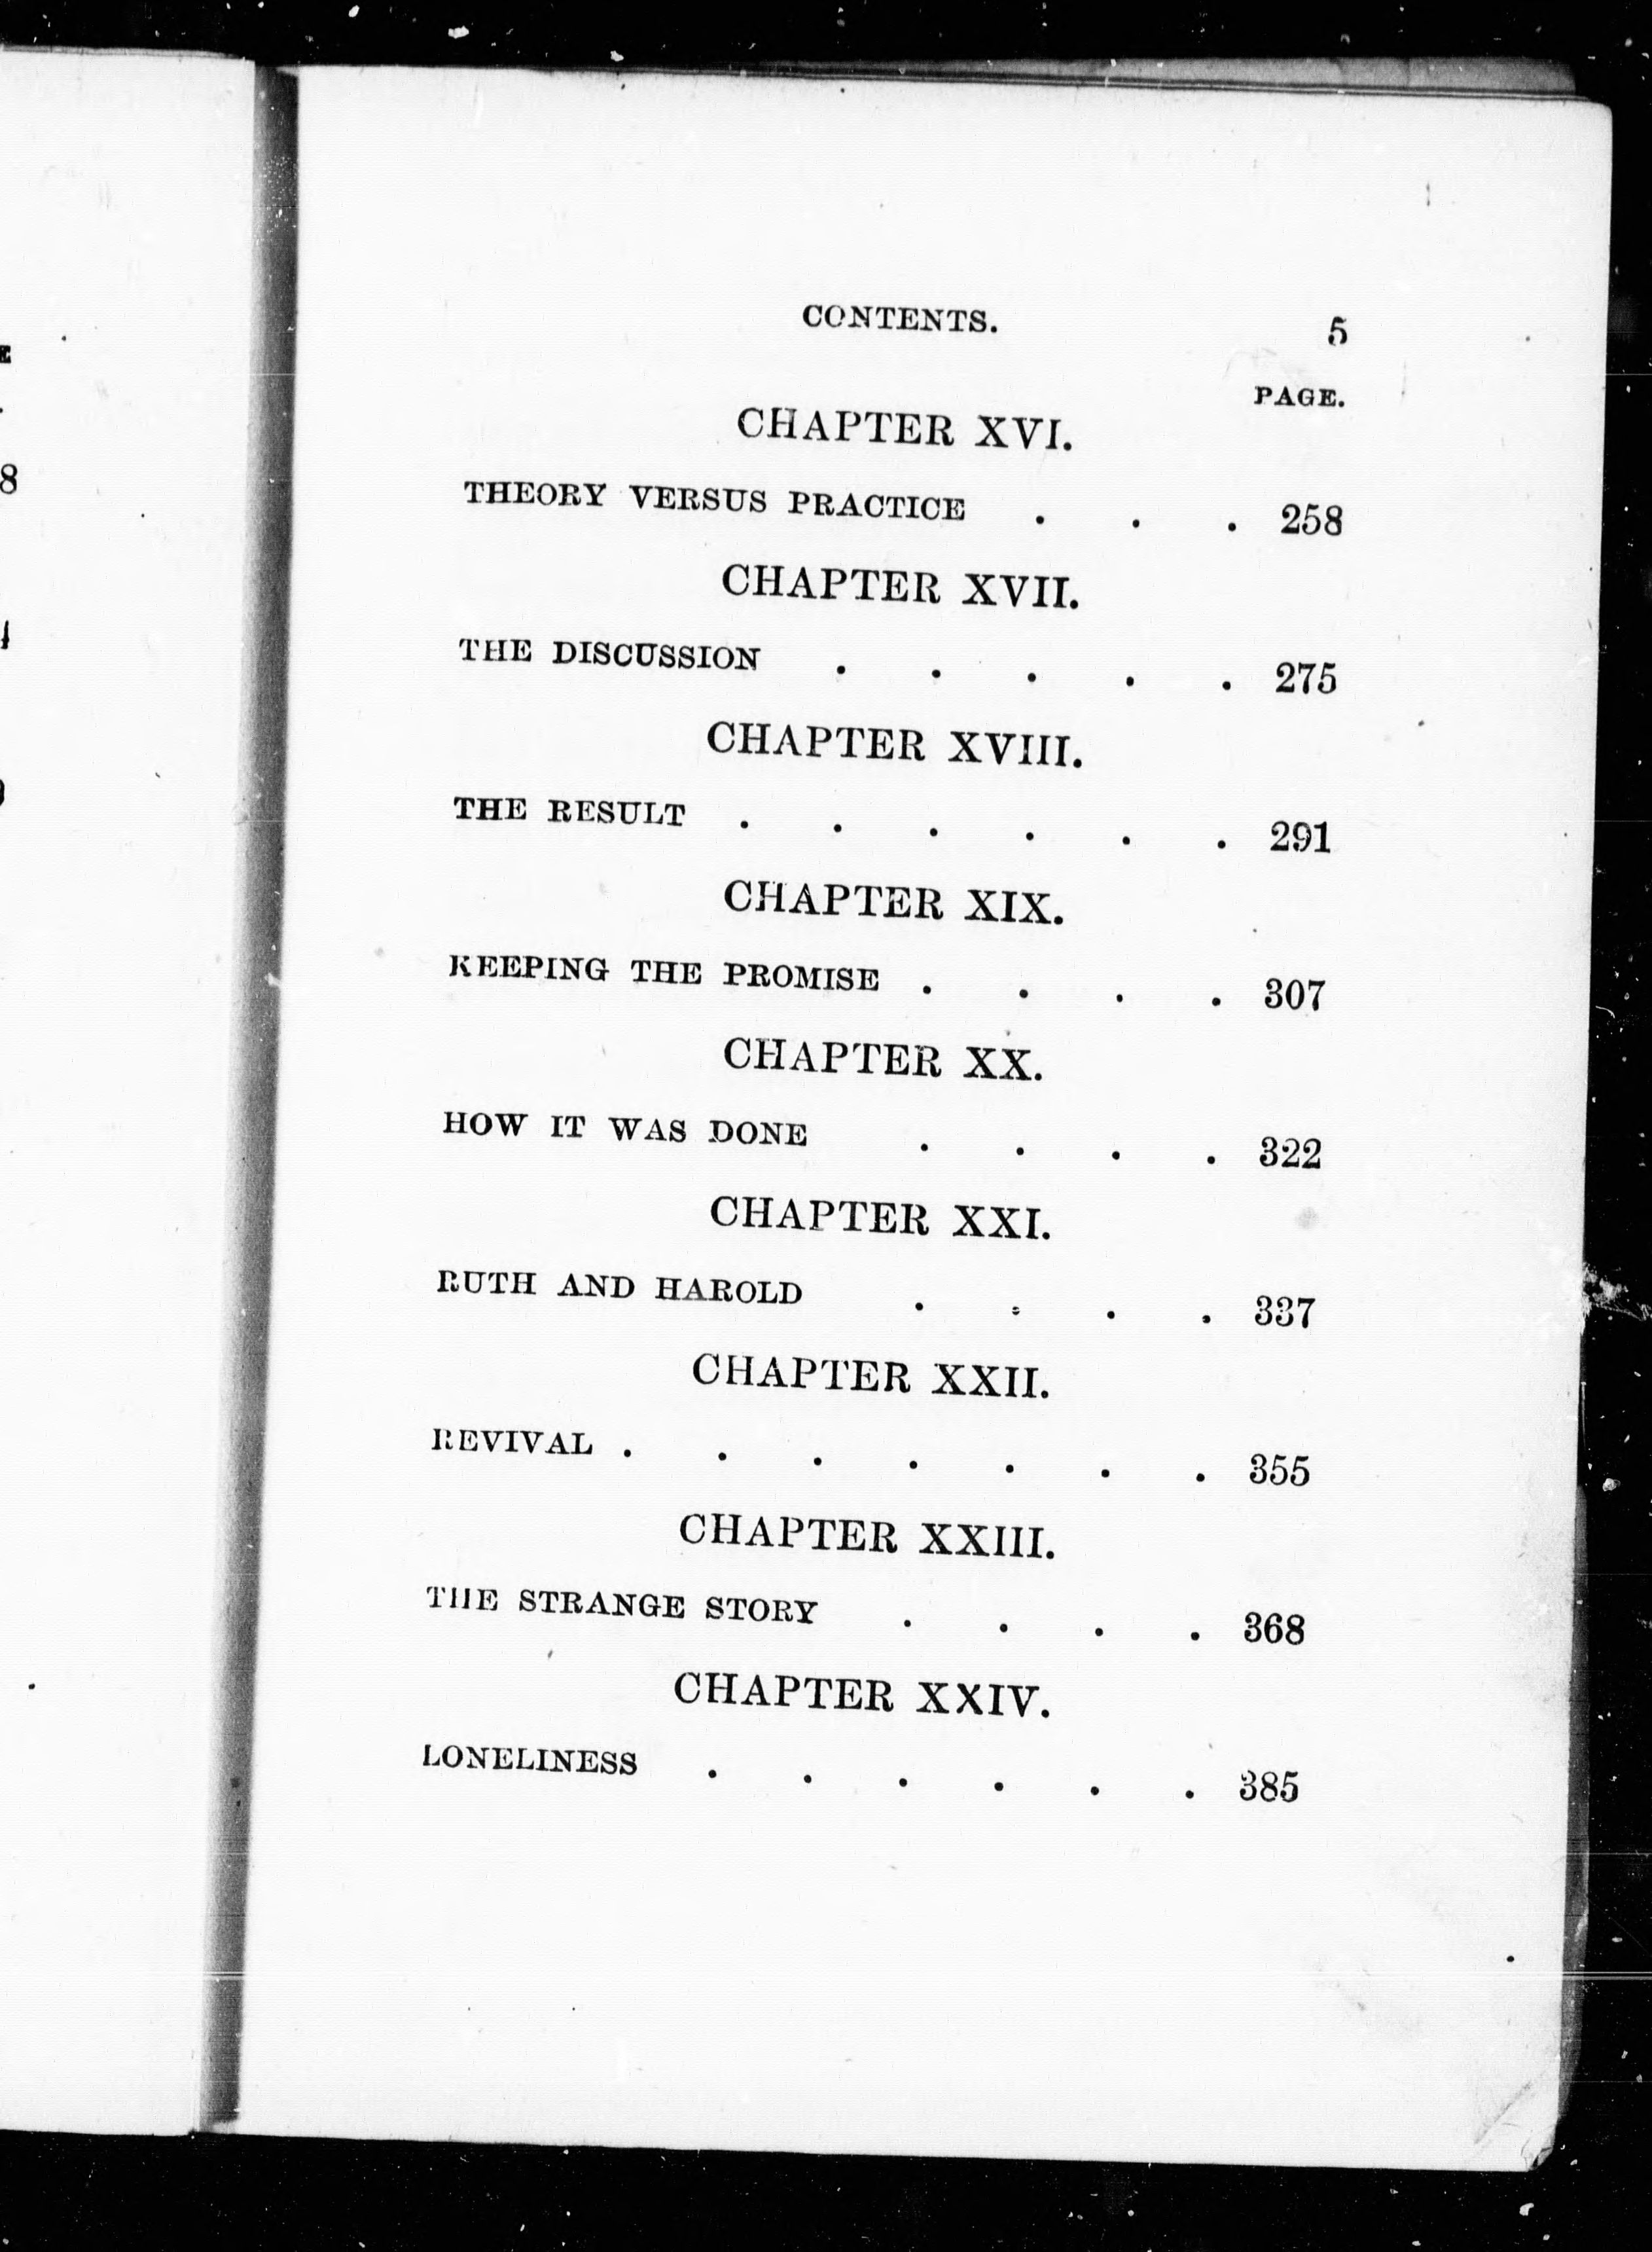 CONTENTS. 5
PAGE.
CHAPTER XVI.
THEORY VERSUS PRACTICE . . . 258
CHAPTER XVII.
THE DISCUSSION . . . . . 275
CHAPTER XVIII.
THE RESULT . . . . . . 291
CHAPTER XIX.
KEEPING THE PROMISE . . . . 307
CHAPTER XX.
HOW IT WAS DONE . . . . 322
CHAPTER XXI.
RUTH AND HAROLD . . . . 337
CHAPTER XXII.
REVIVAL . . . . . . . 355
CHAPTER XXIII.
THE STRANGE STORY . . . . 368
CHAPTER XXIV.
LONELINESS . . . . . . 385